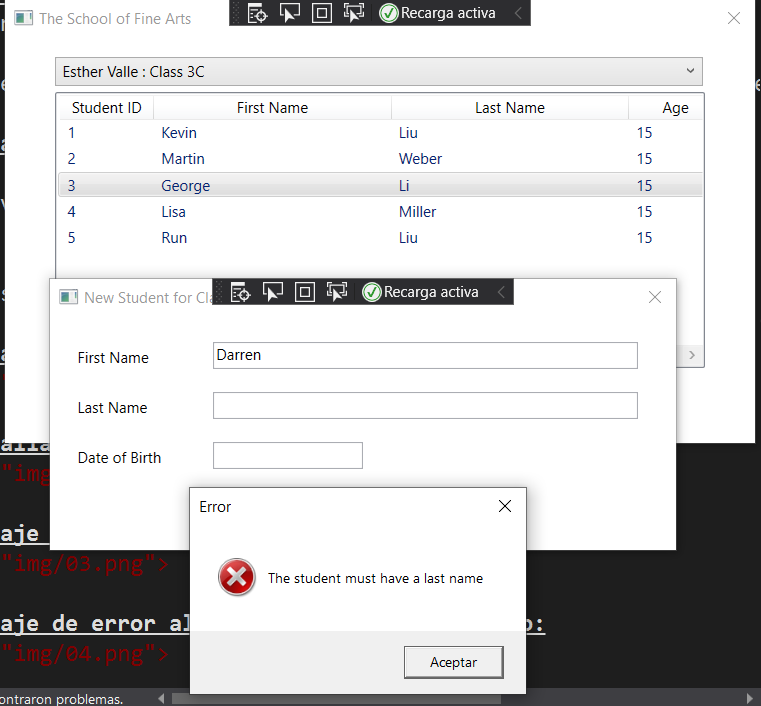 The School of Fine Arts
Recarga activa
Esther Valle : Class 3C
Student ID First Name Last Name Age
1 Kevin Liu 15
2 Martin Weber 15
3 George Li 15
4 Lisa Miller 15
5 Run Liu 15
New Student for Cla
Recarga activa
First Name Darren
Last Name
Date of Birth
Error
The student must have a last name
Aceptar
"img
aje
"img/03.png">
aje de error al o:
"img/04.png">
ontraron problemas.